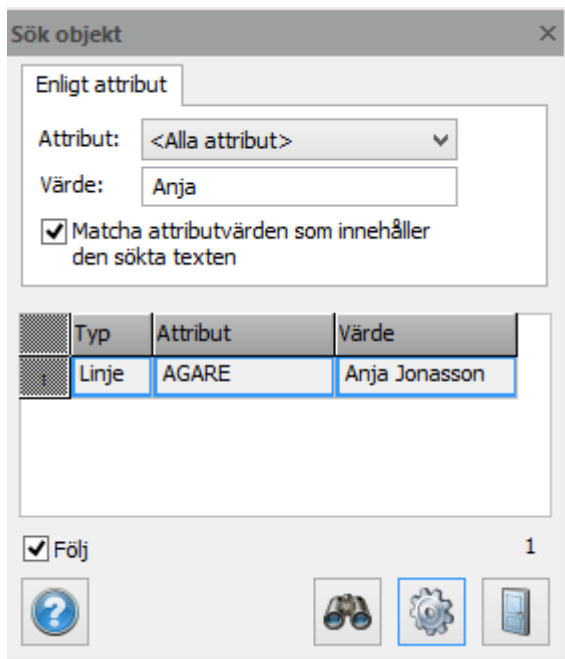 Sök objekt
Enligt attribut
Attribut: <Alla attribut>
Värde: Anja
Matcha attributvärden som innehåller
den sökta texten
Typ Attribut Värde
Linje AGARE Anja Jonasson
Följ 1